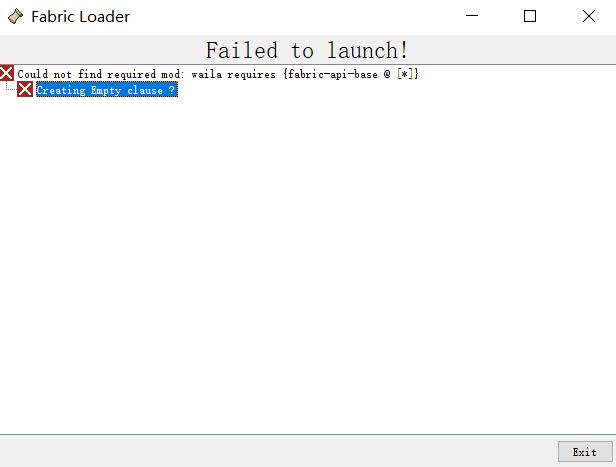 Fabric Loader
Failed to launch!
Could not find required mod: waila requires {fabric-api-base @ [*]}
Creating Empty clause ?
Exit